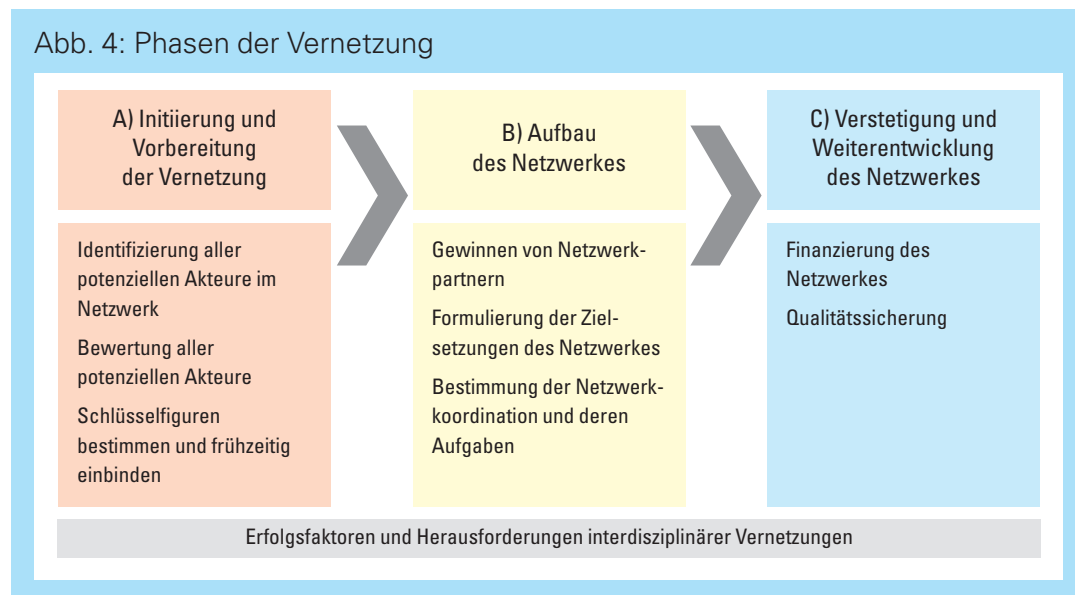 Abb. 4: Phasen der Vernetzung
A) Initiierung und
Vorbereitung
der Vernetzung
Identifizierung aller
potenziellen Akteure im
Netzwerk
Bewertung aller
potenziellen Akteure
Schlüsselfiguren
bestimmen und frühzeitig
einbinden
B) Aufbau
des Netzwerkes
Gewinnen von Netzwerk-
partnern
Formulierung der Ziel-
setzungen des Netzwerkes
Bestimmung der Netzwerk-
koordination und deren
Aufgaben
C) Verstetigung und
Weiterentwicklung
des Netzwerkes
Finanzierung des
Netzwerkes
Qualitätssicherung
Erfolgsfaktoren und Herausforderungen interdisziplinärer Vernetzungen